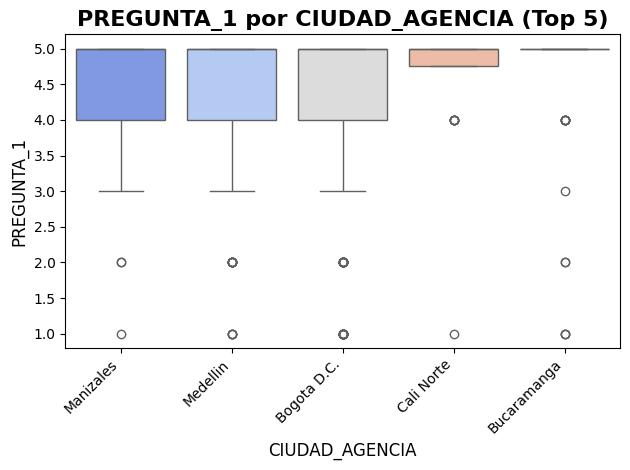 PREGUNTA_1 por CIUDAD_AGENCIA (Top 5)
PREGUNTA_1
5.0
4.5
4.0
3.5
3.0
2.5
2.0
1.5
1.0
Manizales
Medellin
Bogota D.C.
Cali Norte
Bucaramanga
CIUDAD_AGENCIA